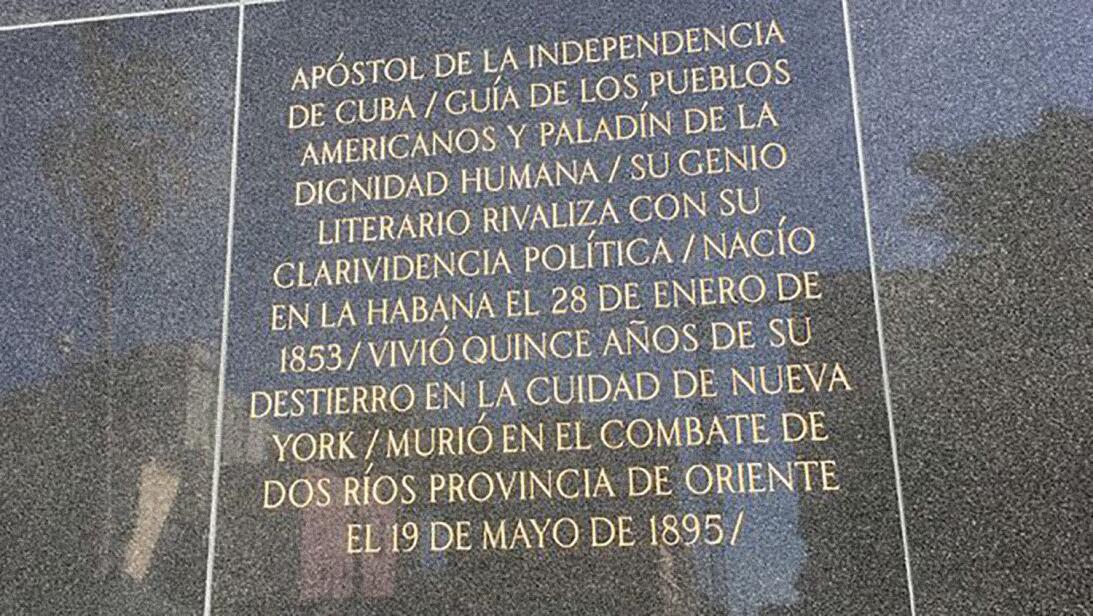 APÓSTOL DE LA INDEPENDENCIA
DE CUBA / GUÍA DE LOS PUEBLOS
AMERICANOS Y PALADÍN DE LA
DIGNIDAD HUMANA / SU GENIO
LITERARIO RIVALIZA CON SU
CLARIVIDENCIA POLÍTICA / NACÍO
EN LA HABANA EL 28 DE ENERO DE
1853/ VIVIÓ QUINCE AÑOS DE SU
DESTIERRO EN LA CUIDAD DE NUEVA
YORK / MURIÓ EN EL COMBATE DE
DOS RÍOS PROVINCIA DE ORIENTE
EL 19 DE MAYO DE 1895/